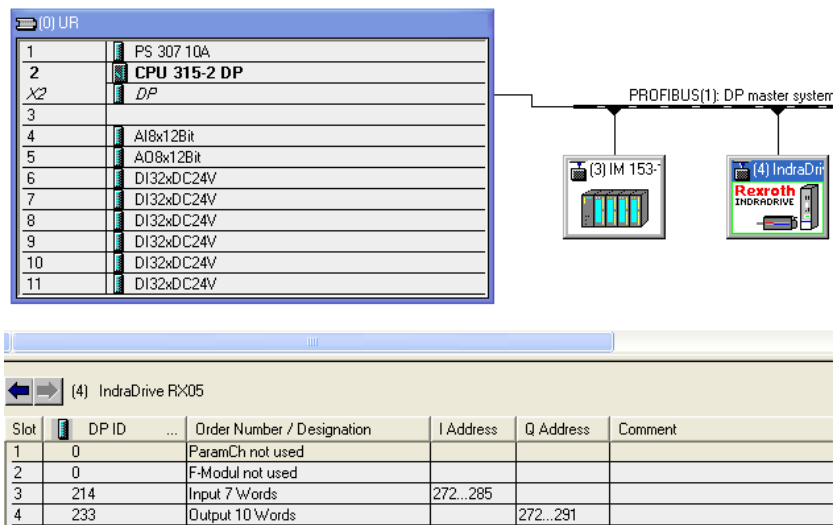 (0) UR
1 PS 307 10A
2 CPU 315-2 DP
X2 DP
3
4 AI8x12Bit
5 AO8x12Bit
6 DI32xDC24V
7 DI32xDC24V
8 DI32xDC24V
9 DI32xDC24V
10 DI32xDC24V
11 DI32xDC24V
PROFIBUS(1): DP master system
(3) IM 153-
(4) IndraDri
Rexroth
INDRADRIVE
(4) IndraDrive RX05
Slot DP ID ... Order Number / Designation I Address Q Address Comment
1 0 ParamCh not used
2 0 F-Modul not used
3 214 Input 7 Words 272...285
4 233 Output 10 Words 272...291